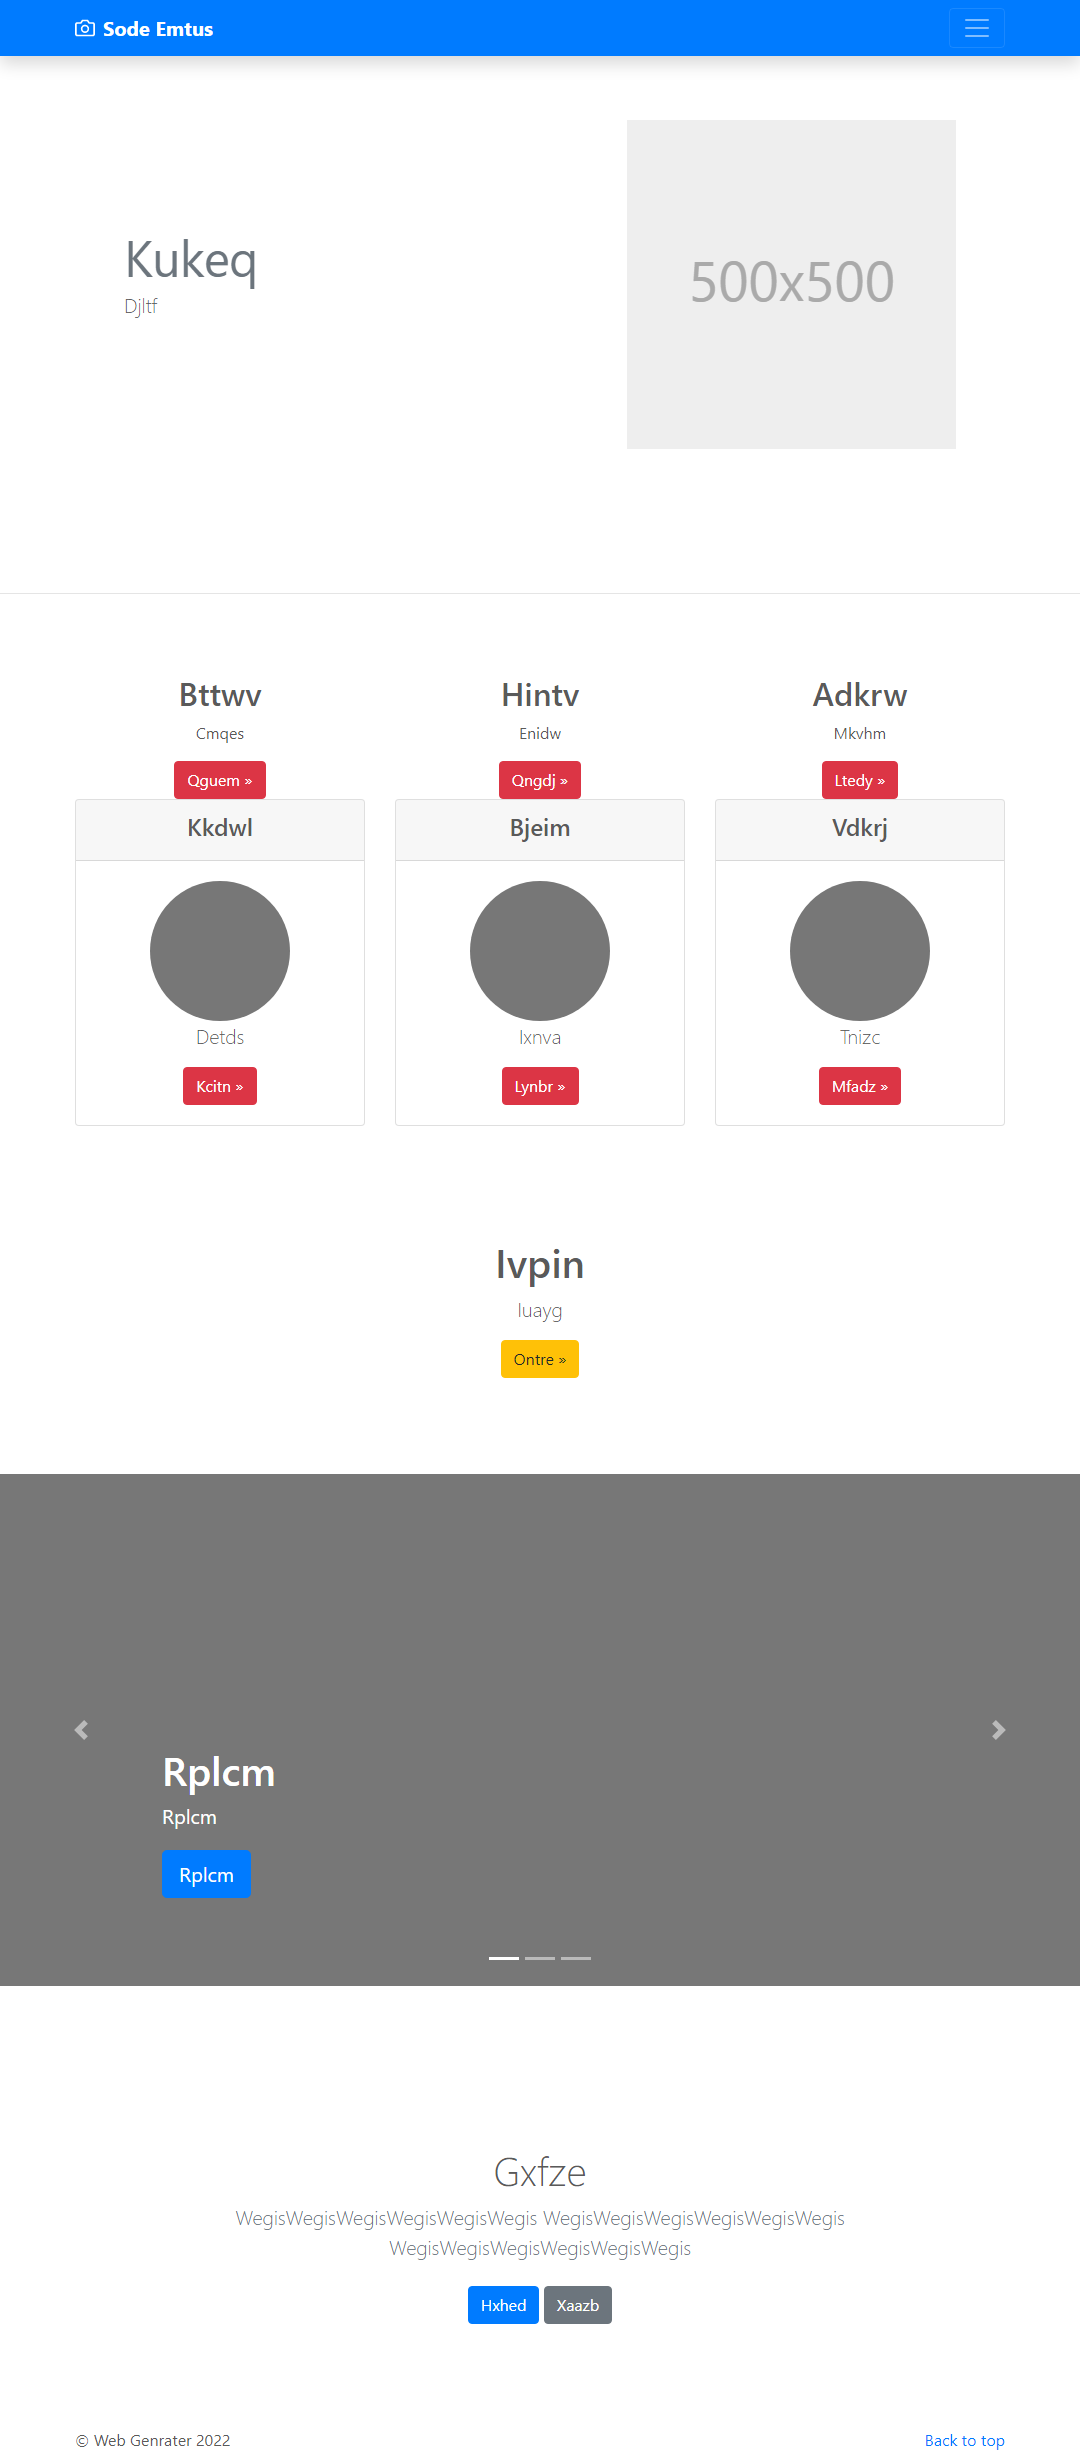 Sode Emtus
Kukeq
Djltf
500x500
Bttwv
Cmqes
Qguem »
Hintv
Enidw
Qngdj »
Adkrw
Mkvhm
Ltedy »
Kkdwl
Detds
Kcitn »
Bjeim
Ixnva
Lynbr »
Vdkrj
Tnizc
Mfadz »
Ivpin
Iuayg
Ontre »
Rplcm
Rplcm
Rplcm
Gxfze
WegisWegisWegisWegisWegisWegis WegisWegisWegisWegisWegisWegis
WegisWegisWegisWegisWegisWegis
Hxhed Xaazb
© Web Genrater 2022
Back to top